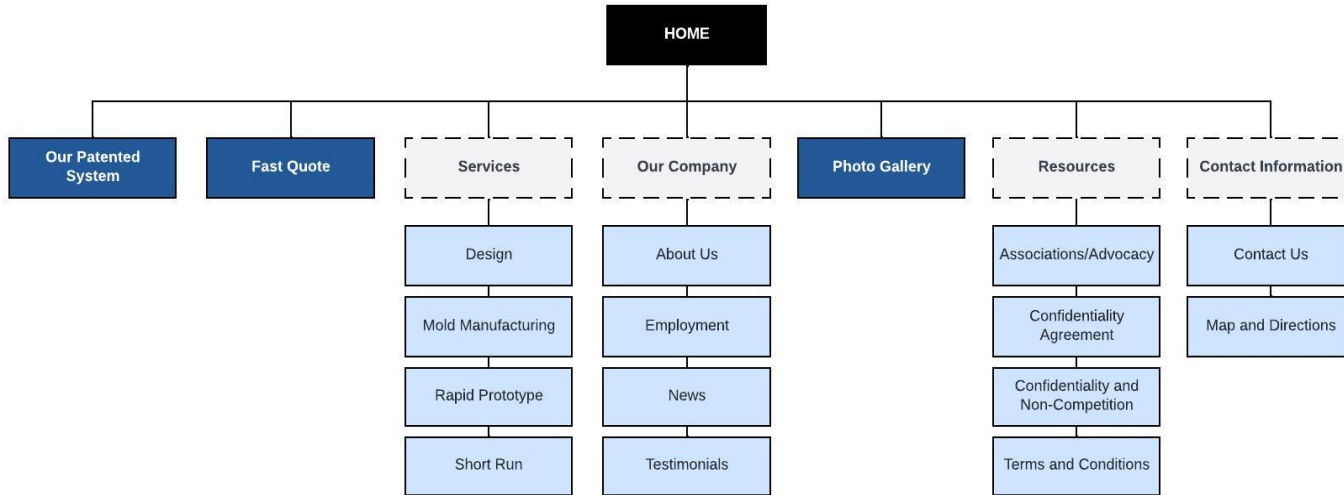 HOME
Our Patented
System
Fast Quote
Services
Our Company
Photo Gallery
Resources
Contact Information
Design
About Us
Associations/Advocacy
Contact Us
Mold Manufacturing
Employment
Confidentiality
Agreement
Map and Directions
Rapid Prototype
News
Confidentiality and
Non-Competition
Short Run
Testimonials
Terms and Conditions